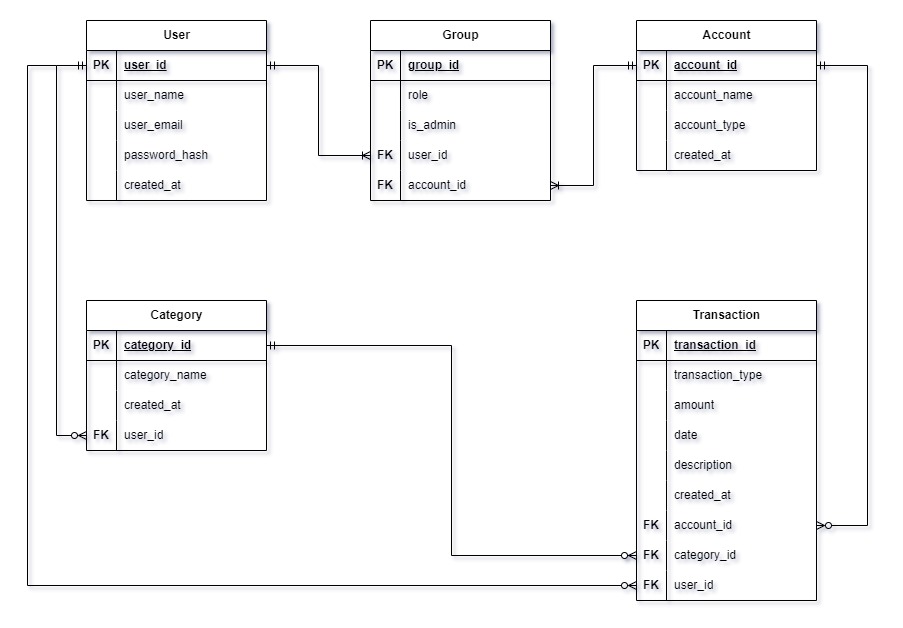 User
PK user_id
user_name
user_email
password_hash
created_at
Group
PK group_id
role
is_admin
FK user_id
FK account_id
Account
PK account_id
account_name
account_type
created_at
Category
PK category_id
category_name
created_at
FK user_id
Transaction
PK transaction_id
transaction_type
amount
date
description
created_at
FK account_id
FK category_id
FK user_id